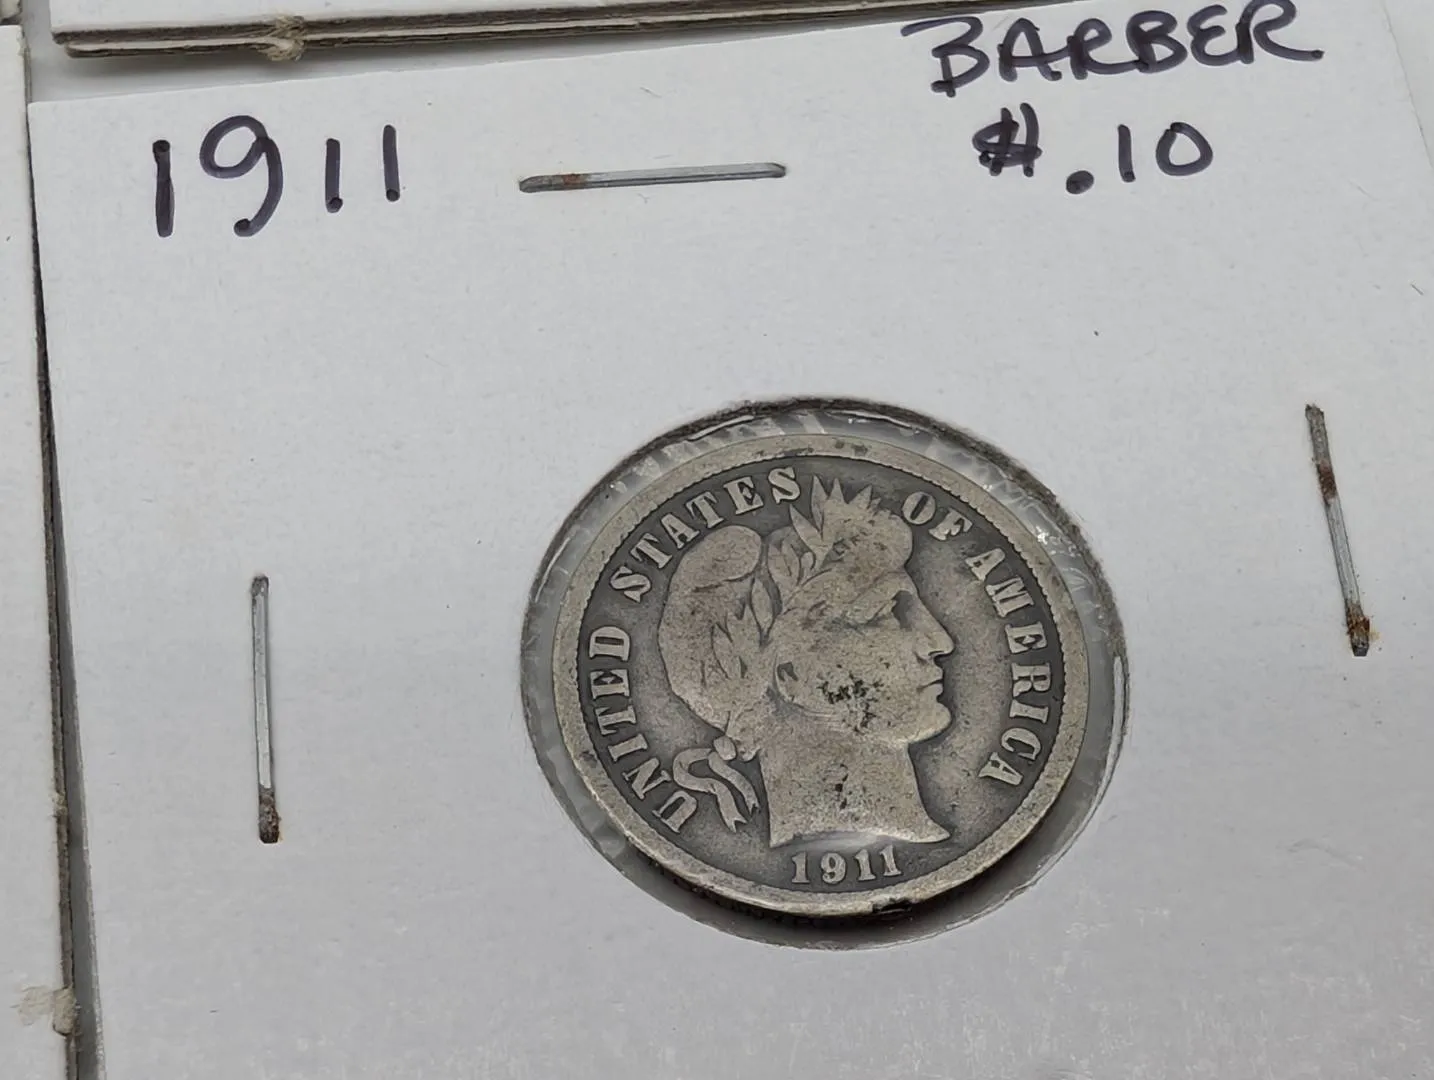 BARBER
1911
$.10
UNITED STATES OF AMERICA
1911